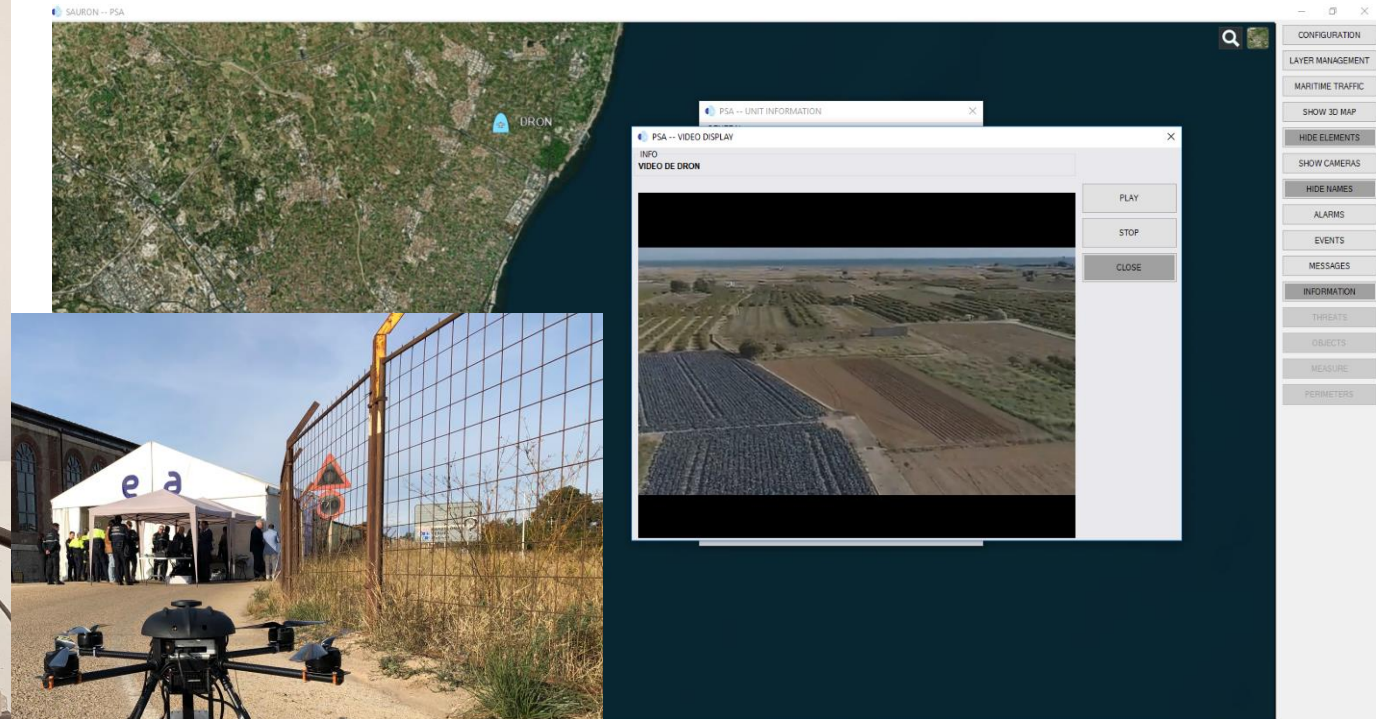 SAURON -- PSA
DRON
PSA -- UNIT INFORMATION
PSA -- VIDEO DISPLAY
INFO
VIDEO DE DRON
PLAY
STOP
CLOSE
CONFIGURATION
LAYER MANAGEMENT
MARITIME TRAFFIC
SHOW 3D MAP
HIDE ELEMENTS
SHOW CAMERAS
HIDE NAMES
ALARMS
EVENTS
MESSAGES
INFORMATION
THREATS
OBJECTS
MEASURE
PERIMETERS
e a